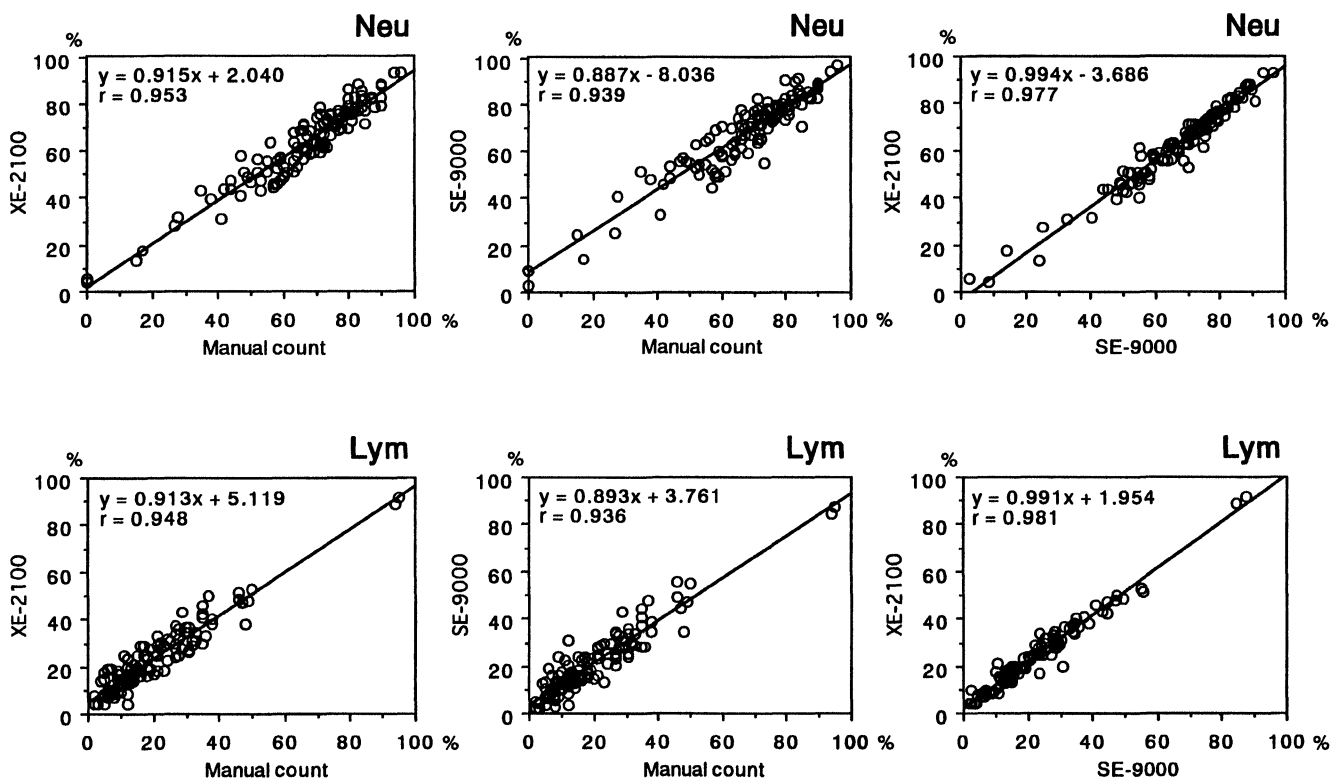 Neu
%
y = 0.915x + 2.040
r = 0.953
100
80
60
40
20
0
XE-2100
0 20 40 60 80 100 %
Manual count
Neu
%
y = 0.887x - 8.036
r = 0.939
100
80
60
40
20
0
SE-9000
0 20 40 60 80 100 %
Manual count
Neu
%
y = 0.994x - 3.686
r = 0.977
100
80
60
40
20
0
XE-2100
0 20 40 60 80 100 %
SE-9000
Lym
%
y = 0.913x + 5.119
r = 0.948
100
80
60
40
20
0
XE-2100
0 20 40 60 80 100 %
Manual count
Lym
%
y = 0.893x + 3.761
r = 0.936
100
80
60
40
20
0
SE-9000
0 20 40 60 80 100 %
Manual count
Lym
%
y = 0.991x + 1.954
r = 0.981
100
80
60
40
20
0
XE-2100
0 20 40 60 80 100 %
SE-9000